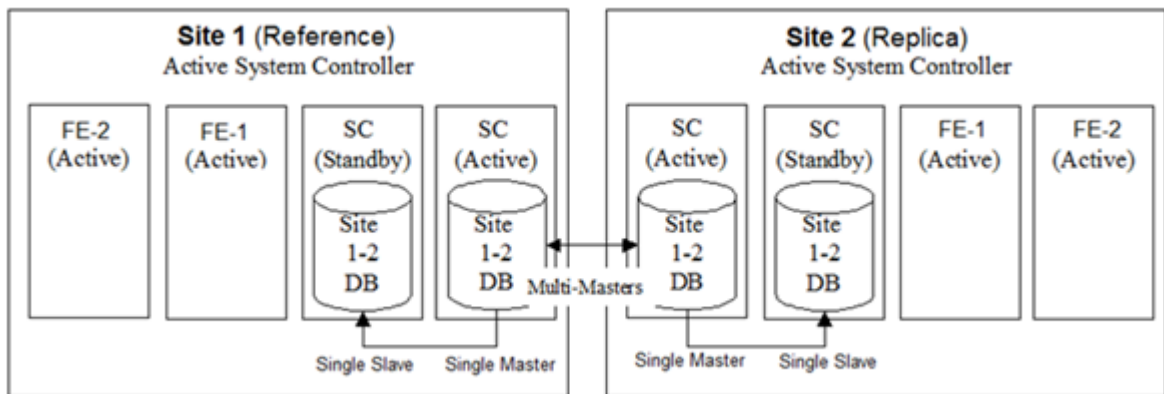 Site 1 (Reference)
Active System Controller
FE-2
(Active)
FE-1
(Active)
SC
(Standby)
Site
1-2
DB
SC
(Active)
Site
1-2
DB
Single Slave
Single Master
Multi-Masters
Site 2 (Replica)
Active System Controller
SC
(Active)
Site
1-2
DB
SC
(Standby)
Site
1-2
DB
FE-1
(Active)
FE-2
(Active)
Single Master
Single Slave